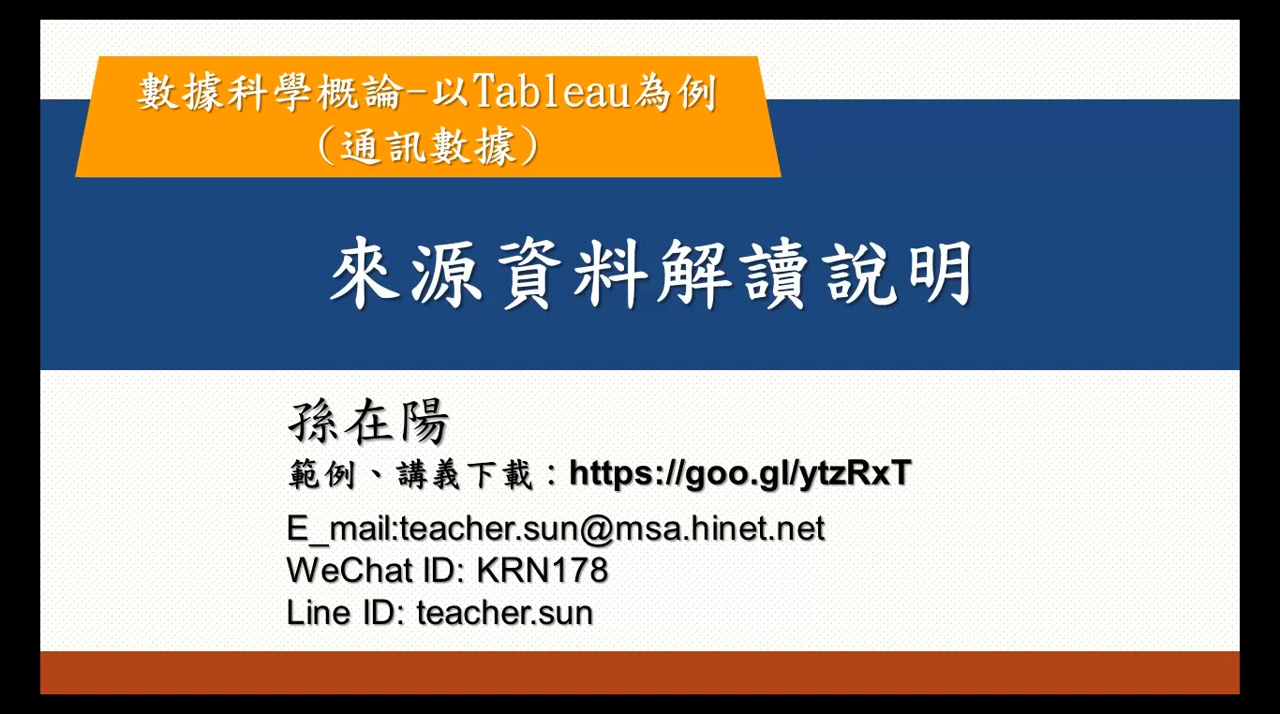 數據科學概論-以Tableau為例
(通訊數據)
來源資料解讀說明
孫在陽
範例、講義下載：https://goo.gl/ytzRxT
E_mail:teacher.sun@msa.hinet.net
WeChat ID: KRN178
Line ID: teacher.sun